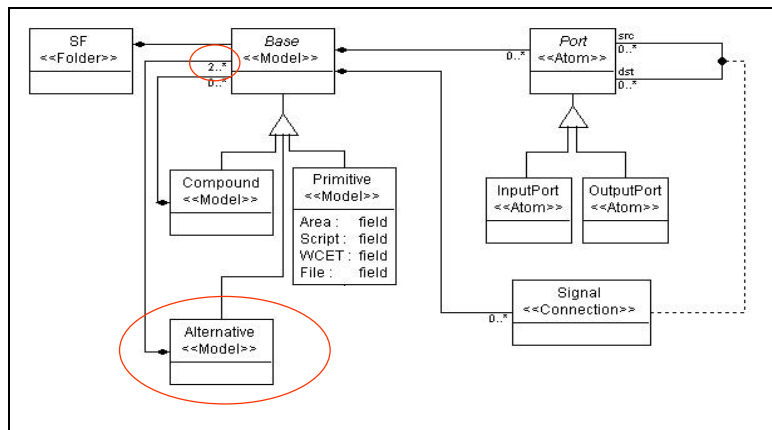 SF
<<Folder>>
Base
<<Model>>
2..*
0..*
0..*
Port
<<Atom>>
src
0..*
dst
0..*
Compound
<<Model>>
Primitive
<<Model>>
Area : field
Script : field
WCET : field
File : field
InputPort
<<Atom>>
OutputPort
<<Atom>>
Signal
<<Connection>>
0..*
Alternative
<<Model>>